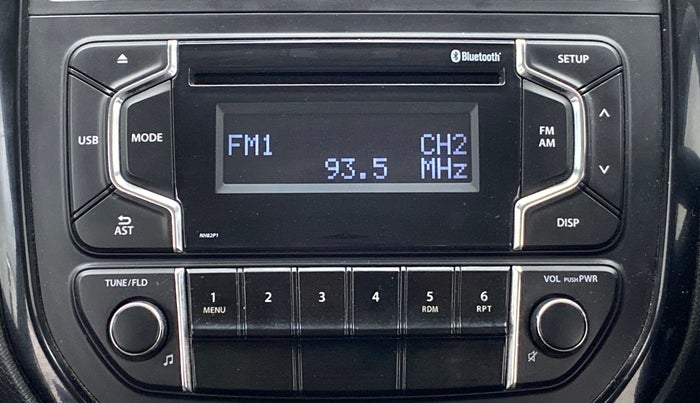 Bluetooth
SETUP
USB
MODE
FM1 CH2
93.5 MHz
FM
AM
AST
DISP
NH82P1
TUNE/FLD
VOL PUSH PWR
1
MENU
2
3
4
5
RDM
6
RPT